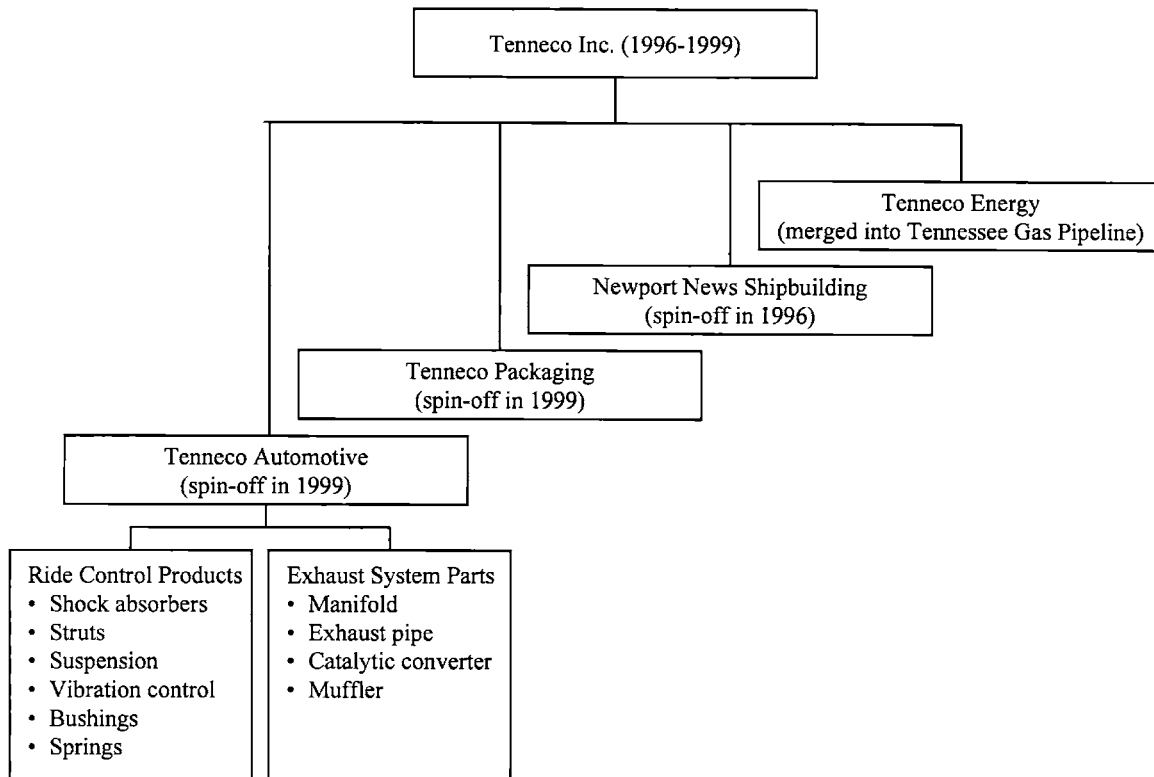 Tenneco Inc. (1996-1999)
Tenneco Energy
(merged into Tennessee Gas Pipeline)
Newport News Shipbuilding
(spin-off in 1996)
Tenneco Packaging
(spin-off in 1999)
Tenneco Automotive
(spin-off in 1999)
Ride Control Products
• Shock absorbers
• Struts
• Suspension
• Vibration control
• Bushings
• Springs
Exhaust System Parts
• Manifold
• Exhaust pipe
• Catalytic converter
• Muffler